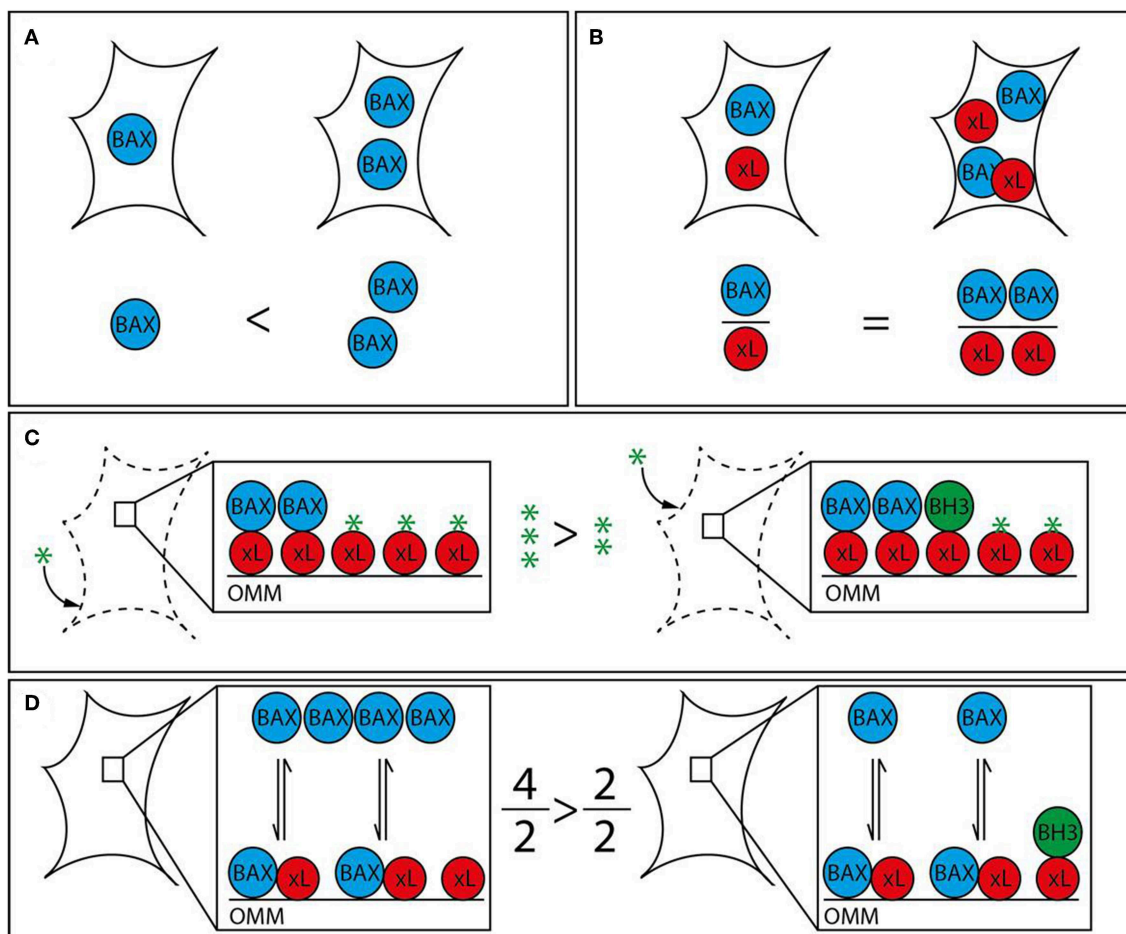 A
BAX
BAX
BAX
BAX
<
BAX
BAX
B
BAX
xL
BAX
xL
BAX
xL
BAX
xL
=
BAX BAX
xL xL
C
*
BAX BAX
* * *
xL xL xL xL xL
OMM
* * * > * *
*
BAX BAX BH3
* *
xL xL xL xL xL
OMM
D
BAX BAX BAX BAX
BAX xL BAX xL xL
OMM
4/2 > 2/2
BAX BAX
BH3
BAX xL BAX xL xL
OMM